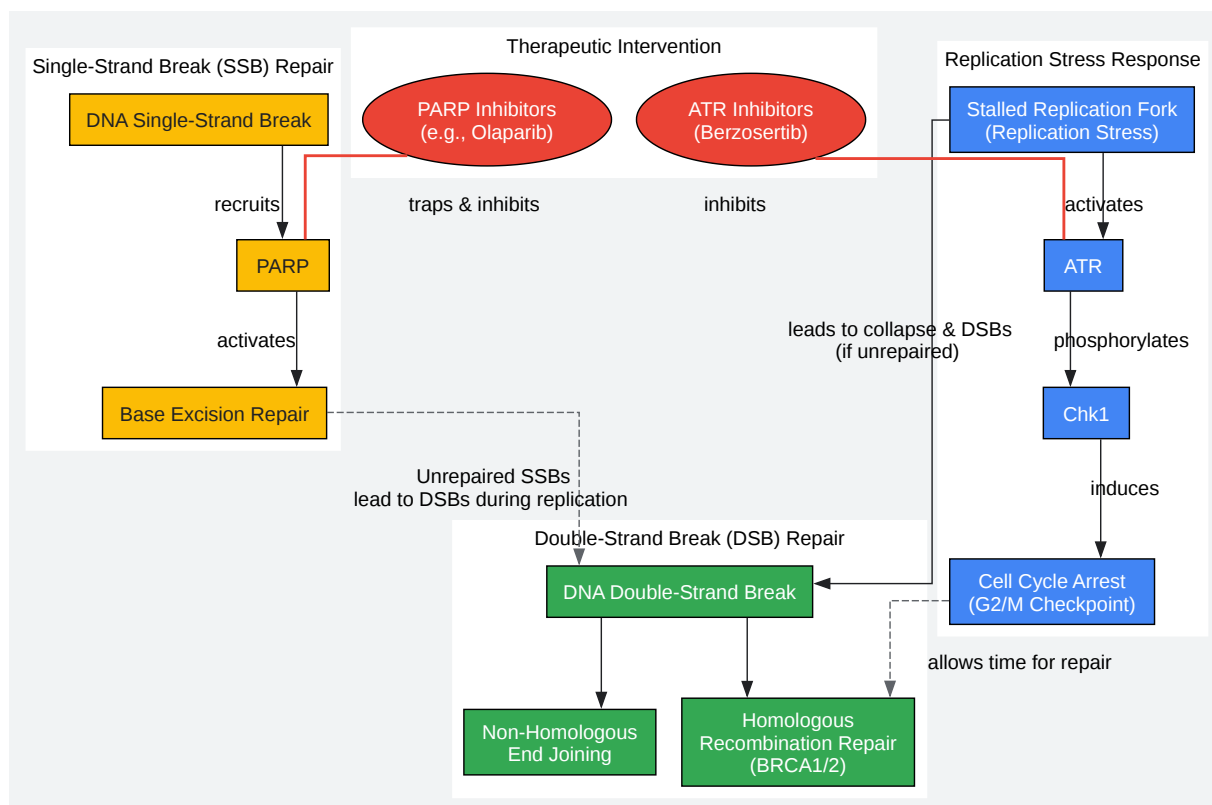 Therapeutic Intervention
Single-Strand Break (SSB) Repair
Replication Stress Response
DNA Single-Strand Break
PARP Inhibitors
(e.g., Olaparib)
ATR Inhibitors
(Berzosertib)
Stalled Replication Fork
(Replication Stress)
recruits
traps & inhibits
inhibits
activates
PARP
ATR
activates
leads to collapse & DSBs
(if unrepaired)
phosphorylates
Base Excision Repair
Chk1
Unrepaired SSBs
lead to DSBs during replication
induces
Double-Strand Break (DSB) Repair
DNA Double-Strand Break
Cell Cycle Arrest
(G2/M Checkpoint)
allows time for repair
Non-Homologous
End Joining
Homologous
Recombination Repair
(BRCA1/2)